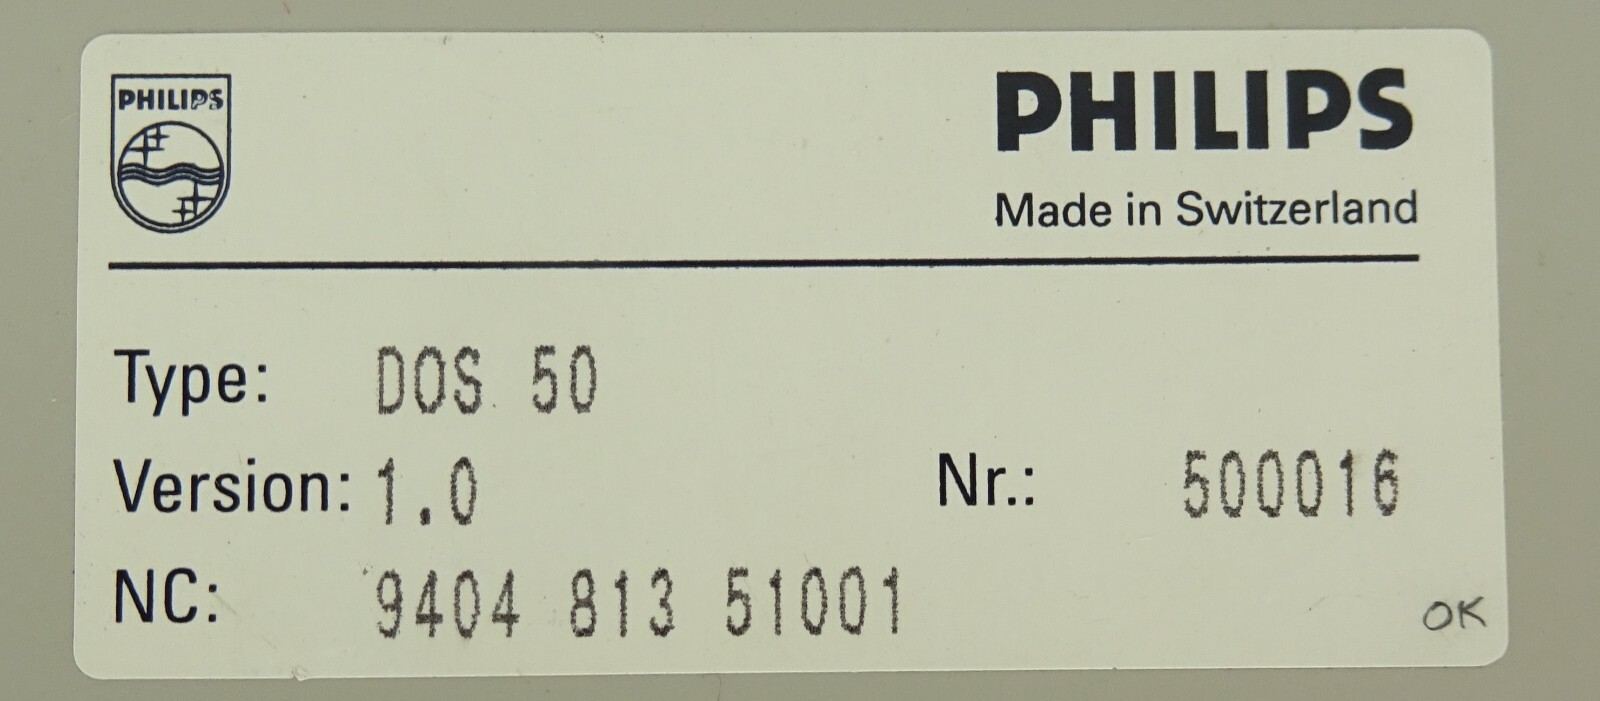 PHILIPS
PHILIPS
Made in Switzerland
Type: DOS 50
Version: 1.0 Nr.: 500016
NC: 9404 813 51001
OK